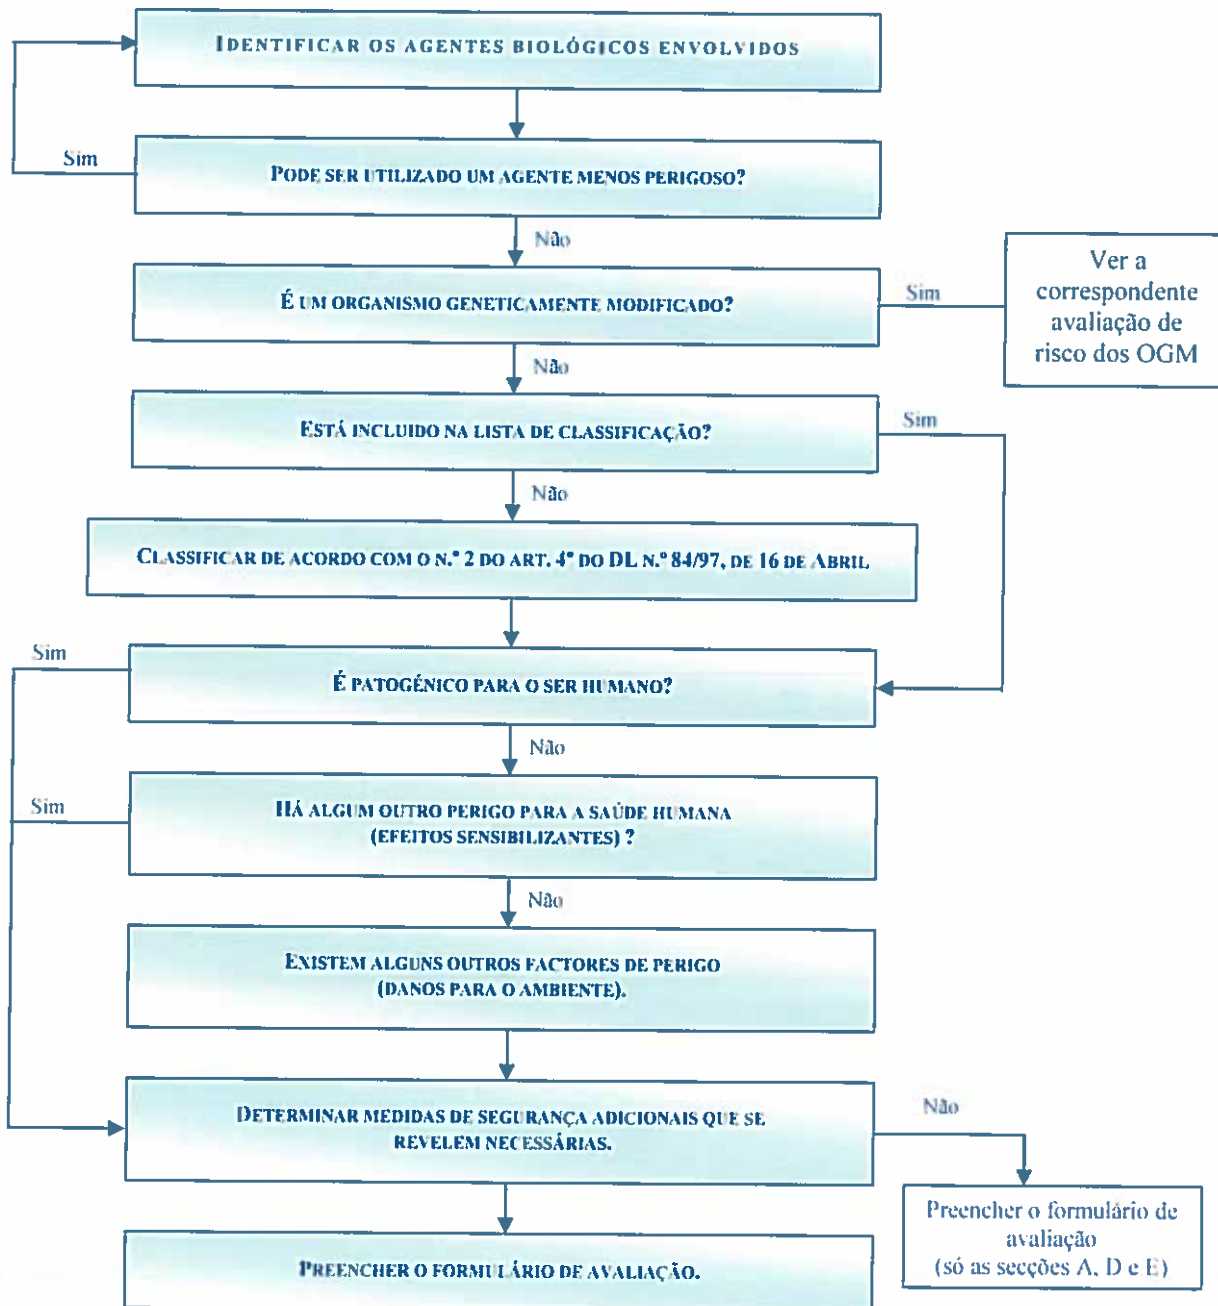 IDENTIFICAR OS AGENTES BIOLÓGICOS ENVOLVIDOS
Sim
PODE SER UTILIZADO UM AGENTE MENOS PERIGOSO?
Não
É UM ORGANISMO GENETICAMENTE MODIFICADO?
Sim
Ver a
correspondente
avaliação de
risco dos OGM
Não
ESTÁ INCLUIDO NA LISTA DE CLASSIFICAÇÃO?
Sim
Não
CLASSIFICAR DE ACORDO COM O N.º 2 DO ART. 4º DO DL N.º 84/97, DE 16 DE ABRIL
Sim
É PATOGÉNICO PARA O SER HUMANO?
Não
Sim
HÁ ALGUM OUTRO PERIGO PARA A SAÚDE HUMANA
(EFEITOS SENSIBILIZANTES) ?
Não
EXISTEM ALGUNS OUTROS FACTORES DE PERIGO
(DANOS PARA O AMBIENTE).
DETERMINAR MEDIDAS DE SEGURANÇA ADICIONAIS QUE SE
REVELEM NECESSÁRIAS.
Não
Preencher o formulário de
avaliação
(só as secções A, D e E)
PREENCHER O FORMULÁRIO DE AVALIAÇÃO.